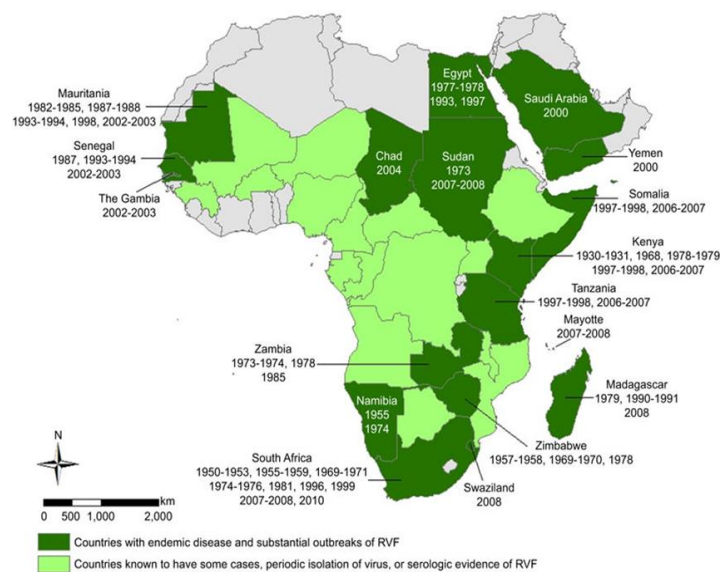 Mauritania
1982-1985, 1987-1988
1993-1994, 1998, 2002-2003
Senegal
1987, 1993-1994
2002-2003
The Gambia
2002-2003
Egypt
1977-1978
1993, 1997
Saudi Arabia
2000
Chad
2004
Sudan
1973
2007-2008
Yemen
2000
Somalia
1997-1998, 2006-2007
Kenya
1930-1931, 1968, 1978-1979
1997-1998, 2006-2007
Tanzania
1997-1998, 2006-2007
Mayotte
2007-2008
Zambia
1973-1974, 1978
1985
Madagascar
1979, 1990-1991
2008
Namibia
1955
1974
Zimbabwe
1957-1958, 1969-1970, 1978
South Africa
1950-1953, 1955-1959, 1969-1971
1974-1976, 1981, 1996, 1999
2007-2008, 2010
Swaziland
2008
N
km
0 500 1,000 2,000
Countries with endemic disease and substantial outbreaks of RVF
Countries known to have some cases, periodic isolation of virus, or serologic evidence of RVF